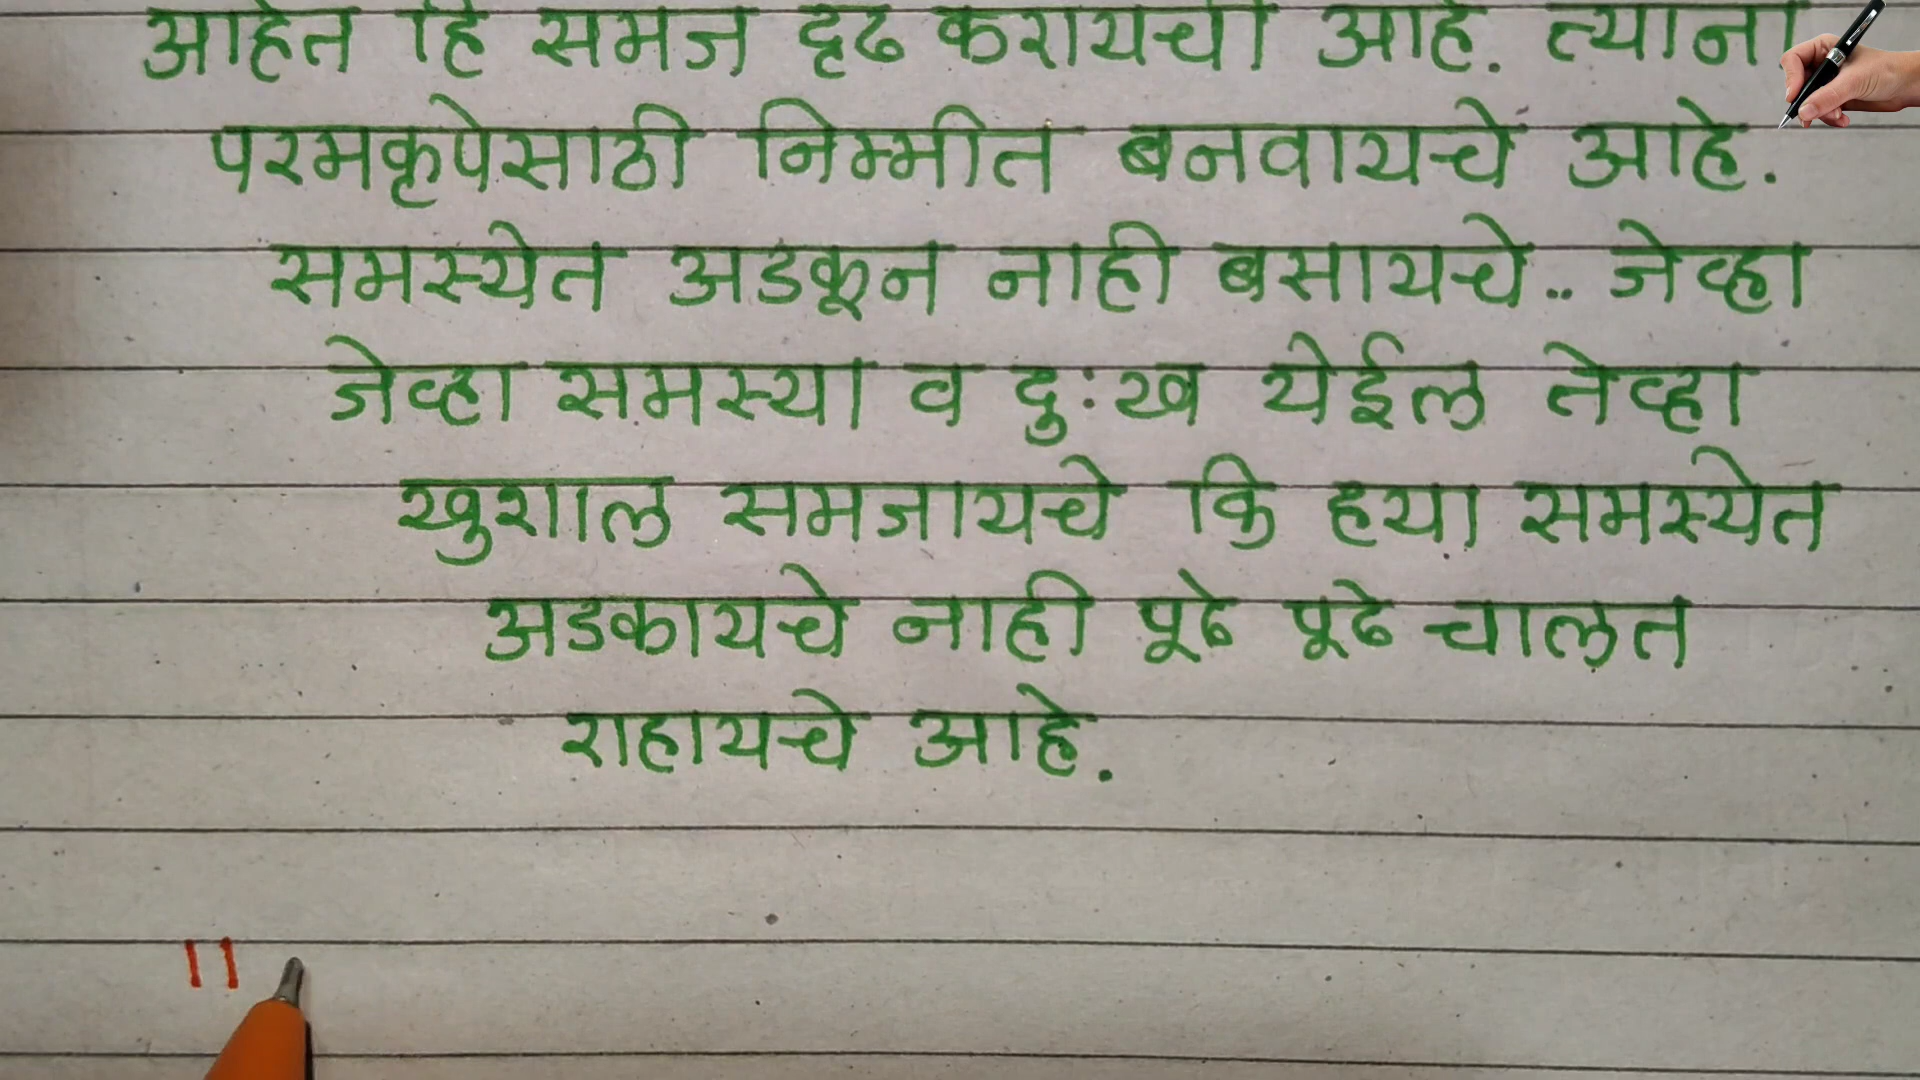 आहेत हि समज दृढ करायची आहे. त्याना
परमकृपेसाठी निम्मीत बनवायचे आहे.
समस्येत अडकून नाही बसायचे.. जेव्हा
जेव्हा समस्या व दुःख येईल तेव्हा
खुशाल समजायचे कि हया समस्येत
अडकायचे नाही पूढे पूढे चालत
राहायचे आहे.
॥